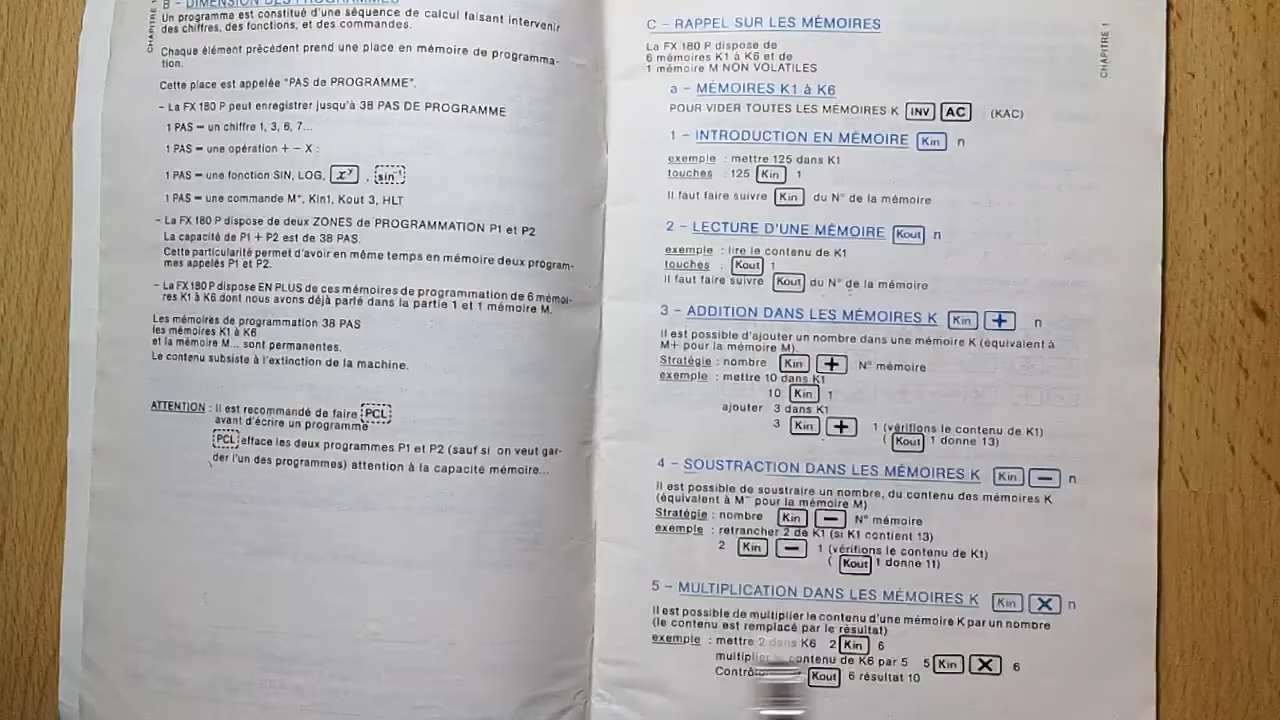 CHAPITRE 1
B - DIMENSION DES PROGRAMMES
Un programme est constitué d'une séquence de calcul faisant intervenir
des chiffres, des fonctions, et des commandes.
Chaque élément précédent prend une place en mémoire de programma-
tion.
Cette place est appelée "PAS de PROGRAMME".
- La FX 180 P peut enregistrer jusqu'à 38 PAS DE PROGRAMME
1 PAS = un chiffre 1, 3, 6, 7...
1 PAS = une opération + - X :
1 PAS = une fonction SIN, LOG, x^y , sin-1
1 PAS = une commande M+, Kin1, Kout 3, HLT
- La FX 180 P dispose de deux ZONES de PROGRAMMATION P1 et P2
La capacité de P1 + P2 est de 38 PAS.
Cette particularité permet d'avoir en même temps en mémoire deux program-
mes appelés P1 et P2.
- La FX 180 P dispose EN PLUS de ces mémoires de programmation de 6 mémoi-
res K1 à K6 dont nous avons déjà parlé dans la partie 1 et 1 mémoire M.
Les mémoires de programmation 38 PAS
les mémoires K1 à K6
et la mémoire M... sont permanentes.
Le contenu subsiste à l'extinction de la machine.
ATTENTION : Il est recommandé de faire PCL
avant d'écrire un programme
PCL efface les deux programmes P1 et P2 (sauf si on veut gar-
der l'un des programmes) attention à la capacité mémoire...
C - RAPPEL SUR LES MÉMOIRES
CHAPITRE 1
La FX 180 P dispose de
6 mémoires K1 à K6 et de
1 mémoire M NON VOLATILES
a - MÉMOIRES K1 à K6
POUR VIDER TOUTES LES MÉMOIRES K INV AC (KAC)
1 - INTRODUCTION EN MÉMOIRE Kin n
exemple : mettre 125 dans K1
touches : 125 Kin 1
Il faut faire suivre Kin du N° de la mémoire
2 - LECTURE D'UNE MÉMOIRE Kout n
exemple : lire le contenu de K1
touches : Kout 1
Il faut faire suivre Kout du N° de la mémoire
3 - ADDITION DANS LES MÉMOIRES K Kin + n
Il est possible d'ajouter un nombre dans une mémoire K (équivalent à
M+ pour la mémoire M).
Stratégie : nombre Kin + N° mémoire
exemple : mettre 10 dans K1
10 Kin 1
ajouter 3 dans K1
3 Kin + 1 (vérifions le contenu de K1)
( Kout 1 donne 13)
4 - SOUSTRACTION DANS LES MÉMOIRES K Kin - n
Il est possible de soustraire un nombre, du contenu des mémoires K
(équivalent à M- pour la mémoire M)
Stratégie : nombre Kin - N° mémoire
exemple : retrancher 2 de K1 (si K1 contient 13)
2 Kin - 1 (vérifions le contenu de K1)
( Kout 1 donne 11)
5 - MULTIPLICATION DANS LES MÉMOIRES K Kin X n
Il est possible de multiplier le contenu d'une mémoire K par un nombre
(le contenu est remplacé par le résultat)
exemple : mettre 2 dans K6 2 Kin 6
multiplier contenu de K6 par 5 5 Kin X 6
Kout 6 résultat 10